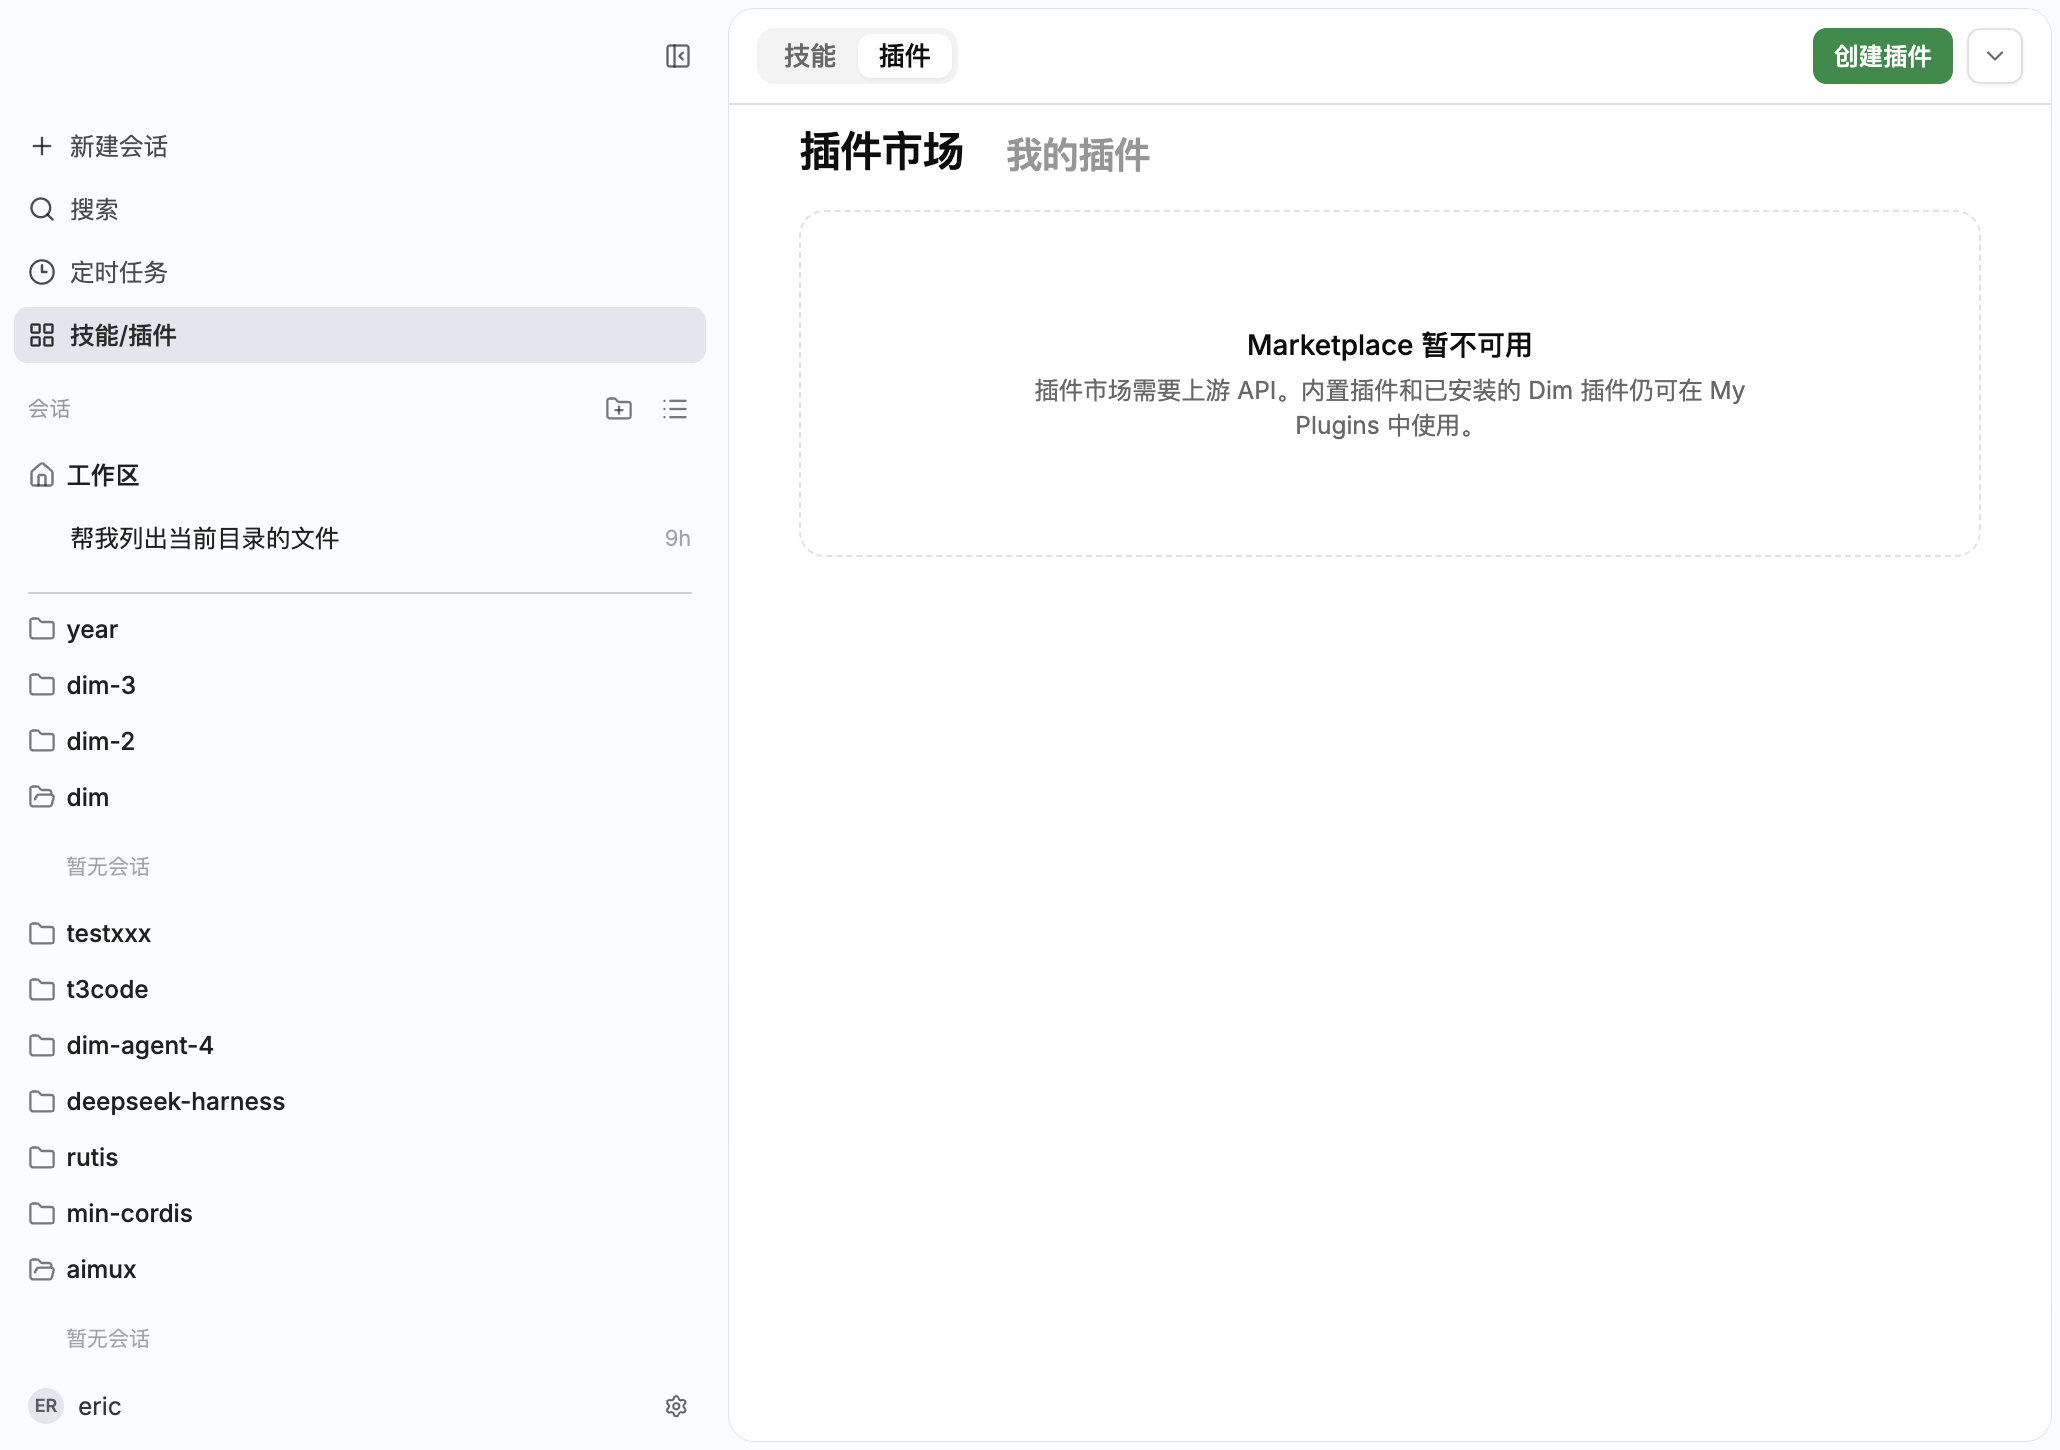 新建会话
搜索
定时任务
技能/插件
会话
工作区
帮我列出当前目录的文件 9h
year
dim-3
dim-2
dim
暂无会话
testxxx
t3code
dim-agent-4
deepseek-harness
rutis
min-cordis
aimux
暂无会话
ER eric
技能 插件
创建插件
插件市场 我的插件
Marketplace 暂不可用
插件市场需要上游 API。内置插件和已安装的 Dim 插件仍可在 My
Plugins 中使用。